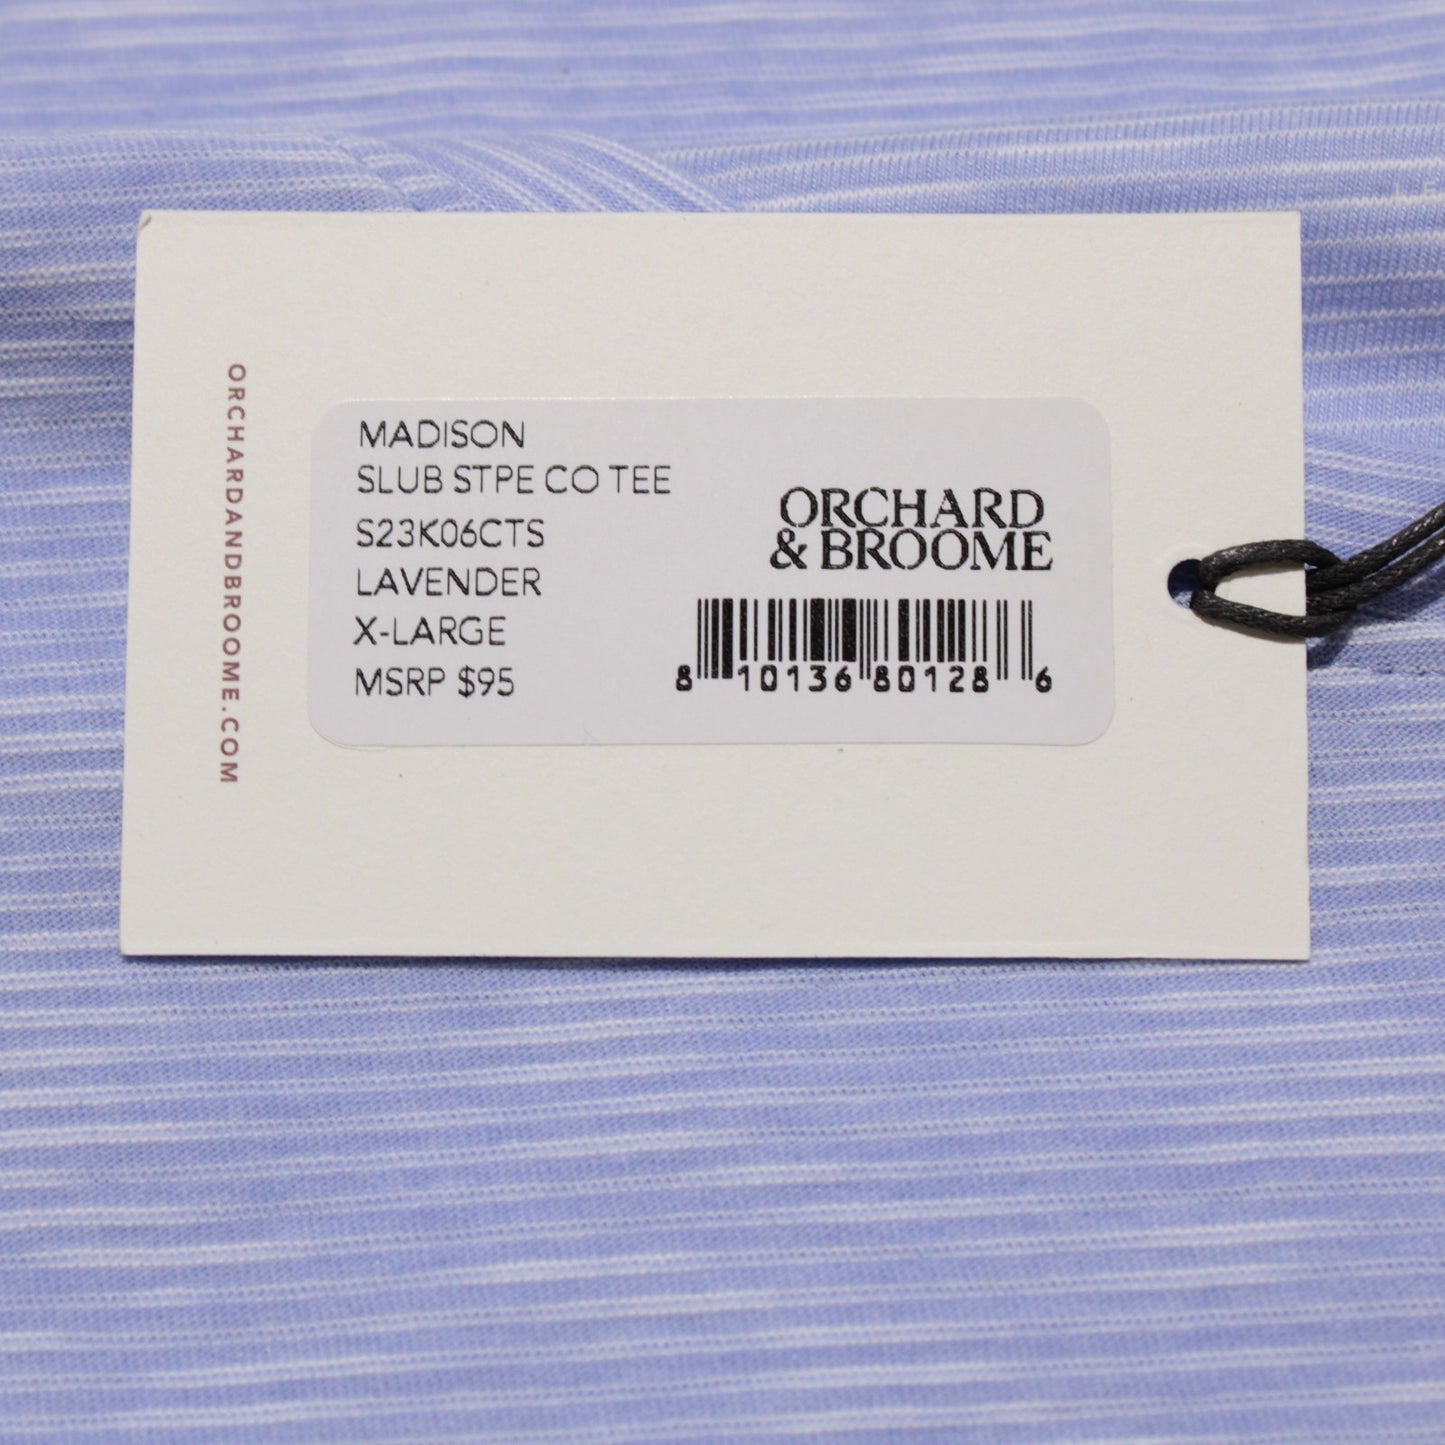 ORCHARDANDBROOME.COM
MADISON
SLUB STPE CO TEE
S23K06CTS
LAVENDER
X-LARGE
MSRP $95
ORCHARD
& BROOME
8 10136 80128 6